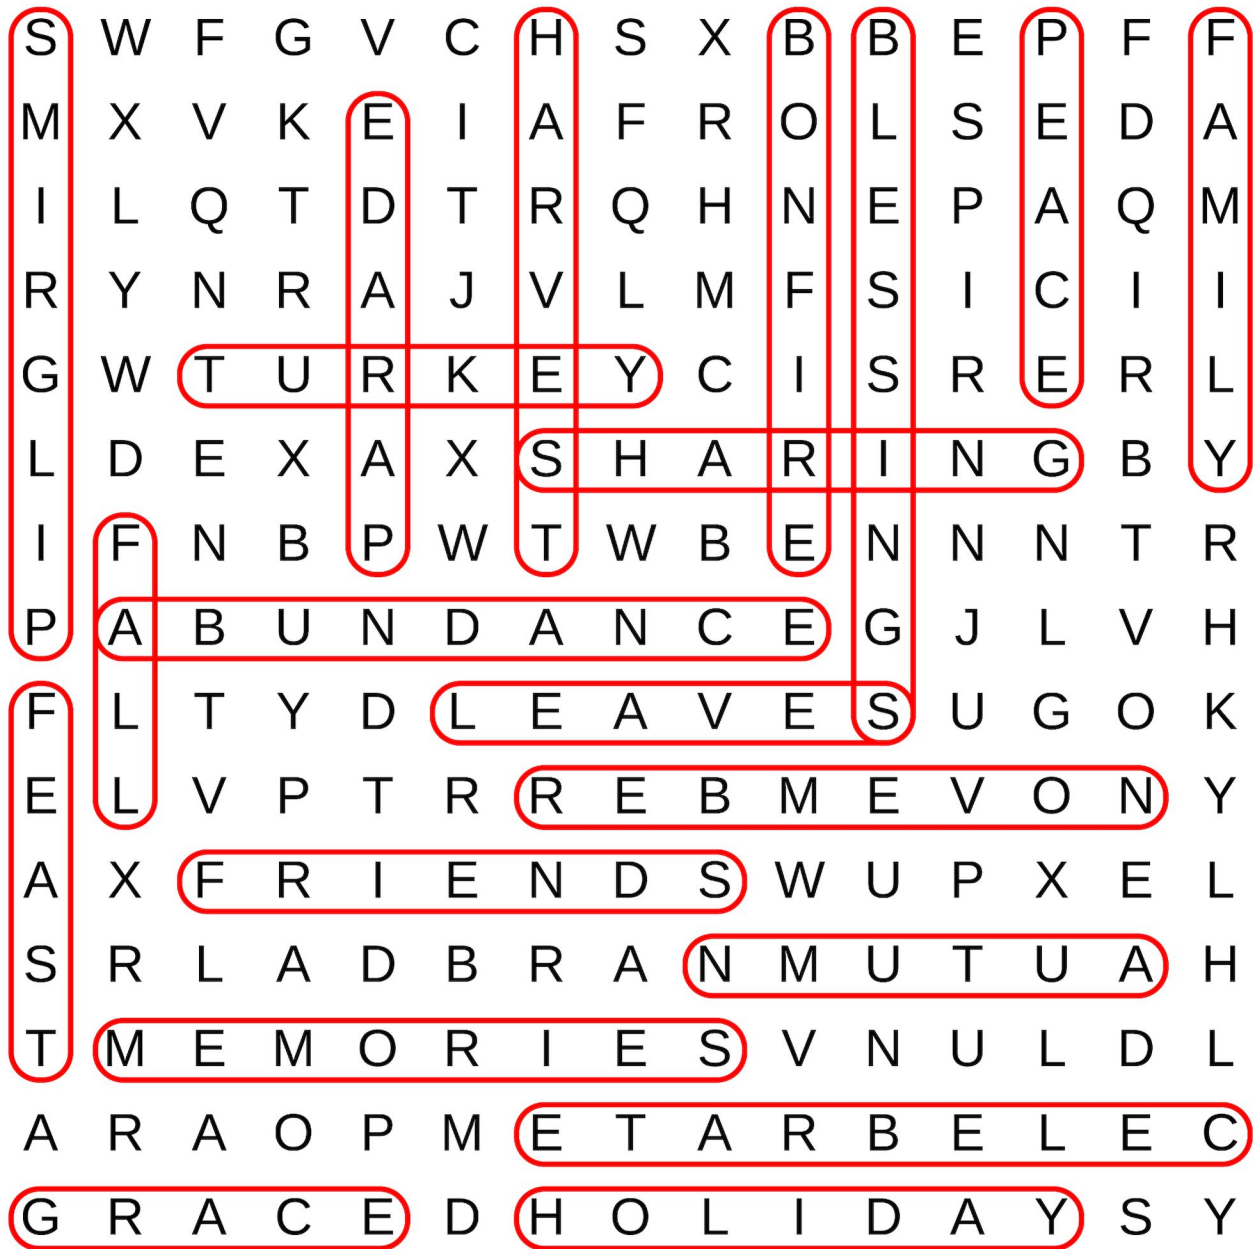 S W F G V C H S X B B E P F F
M X V K E I A F R O L S E D A
I L Q T D T R Q H N E P A Q M
R Y N R A J V L M F S I C I I
G W T U R K E Y C I S R E R L
L D E X A X S H A R I N G B Y
I F N B P W T W B E N N N T R
P A B U N D A N C E G J L V H
F L T Y D L E A V E S U G O K
E L V P T R R E B M E V O N Y
A X F R I E N D S W U P X E L
S R L A D B R A N M U T U A H
T M E M O R I E S V N U L D L
A R A O P M E T A R B E L E C
G R A C E D H O L I D A Y S Y